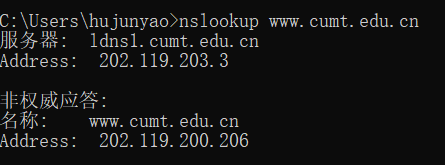 C:\Users\hujunyao>nslookup www.cumt.edu.cn
服务器:  ldns1.cumt.edu.cn
Address:  202.119.203.3
非权威应答:
名称:    www.cumt.edu.cn
Address:  202.119.200.206